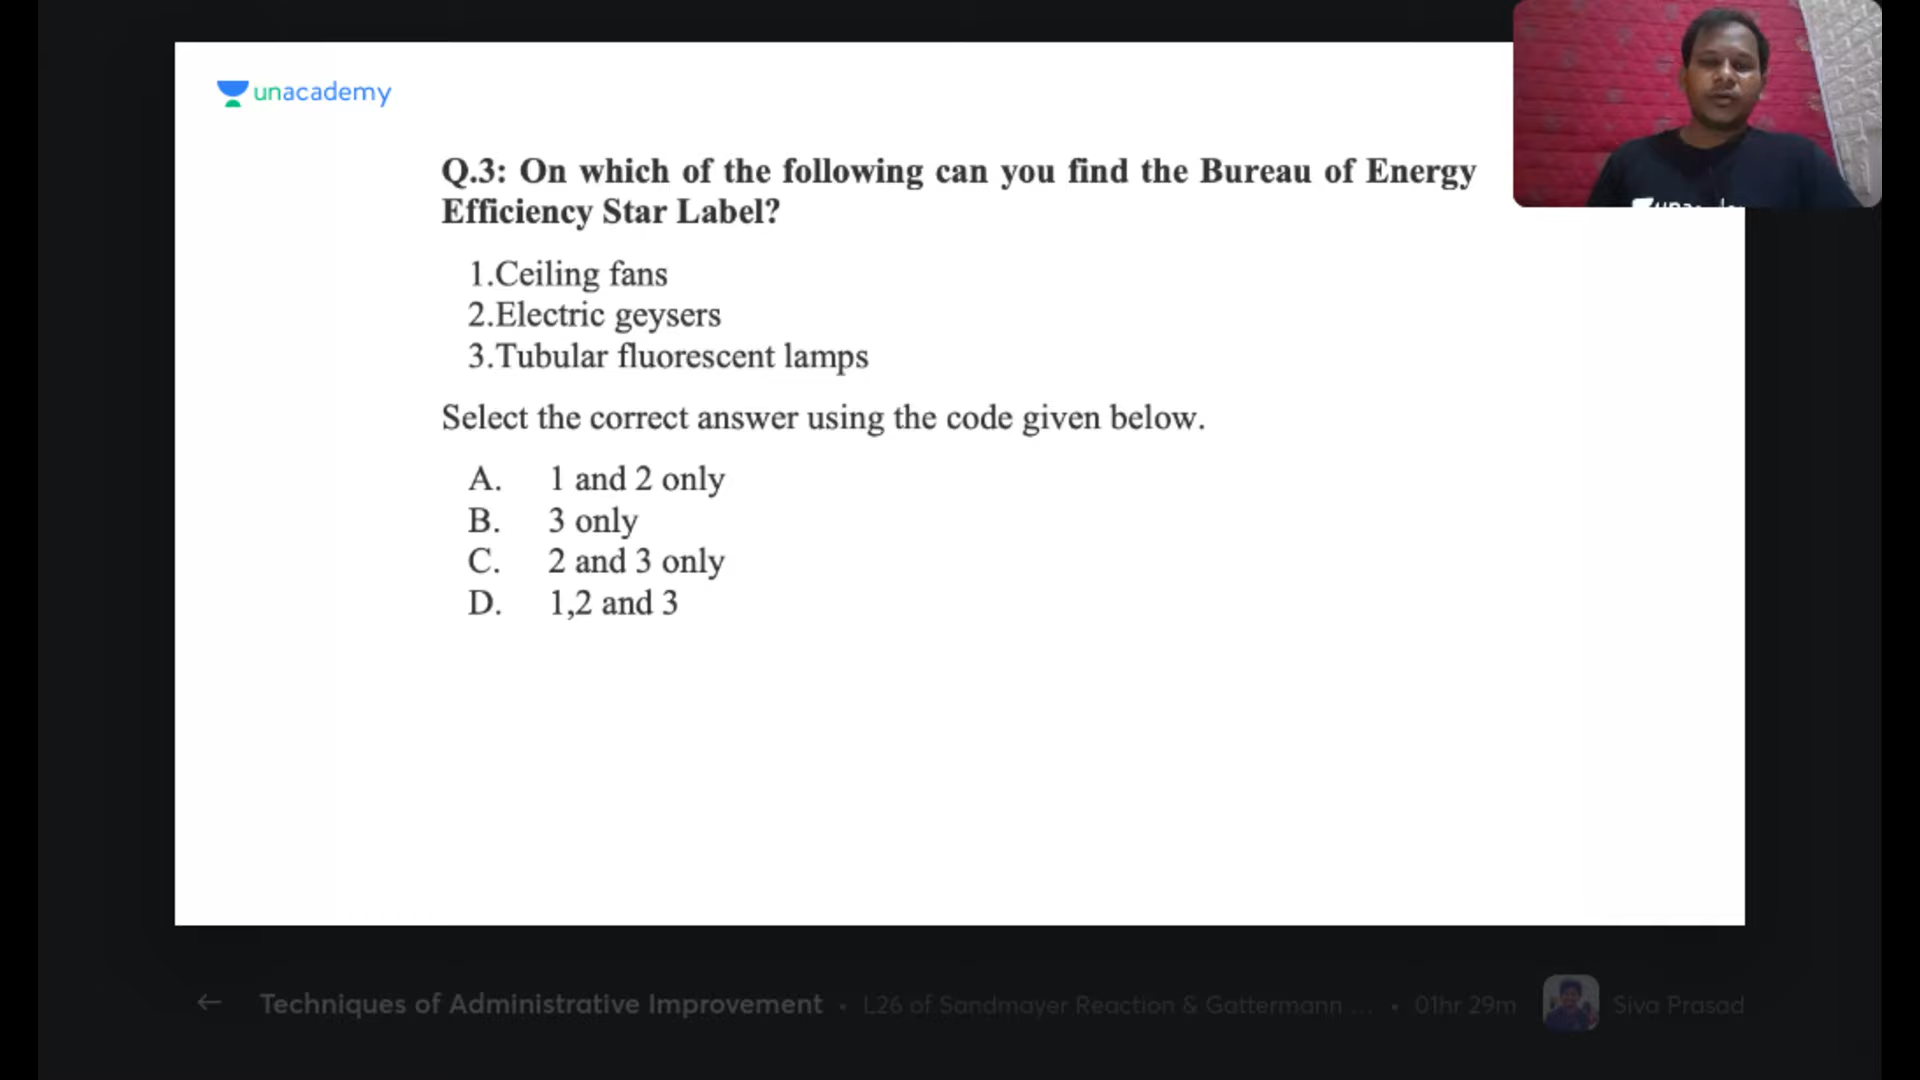 unacademy
Q.3: On which of the following can you find the Bureau of Energy
Efficiency Star Label?
1.Ceiling fans
2.Electric geysers
3.Tubular fluorescent lamps
Select the correct answer using the code given below.
A. 1 and 2 only
B. 3 only
C. 2 and 3 only
D. 1,2 and 3
← Techniques of Administrative Improvement • L26 of Sandmayer Reaction & Gattermann ... • 01hr 29m Siva Prasad